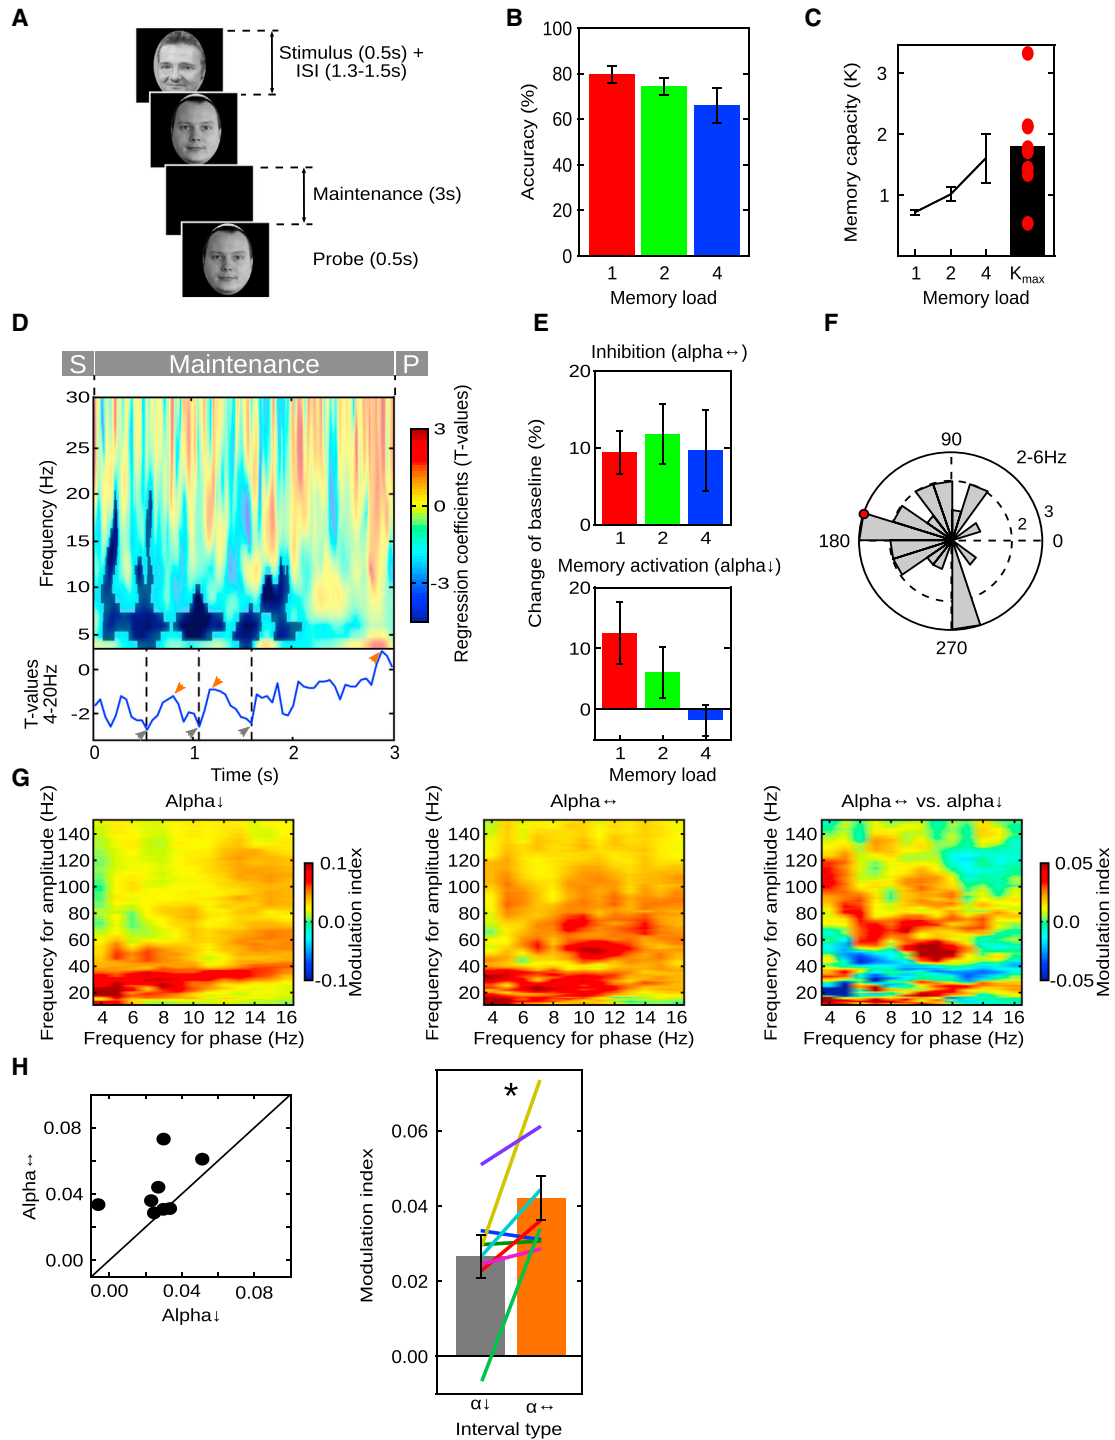 A
Stimulus (0.5s) +
ISI (1.3-1.5s)
Maintenance (3s)
Probe (0.5s)
B
Accuracy (%)
100
80
60
40
20
0
1 2 4
Memory load
C
Memory capacity (K)
3
2
1
1 2 4 Kmax
Memory load
D
S Maintenance P
Frequency (Hz)
30
25
20
15
10
5
3
0
-3
Regression coefficients (T-values)
T-values
4-20Hz
0
-2
0 1 2 3
Time (s)
E
Inhibition (alpha↔)
Change of baseline (%)
20
10
0
1 2 4
Memory activation (alpha↓)
20
10
0
1 2 4
Memory load
F
90
2-6Hz
3
2
180
0
270
G
Alpha↓
Frequency for amplitude (Hz)
140
120
100
80
60
40
20
4 6 8 10 12 14 16
Frequency for phase (Hz)
0.1
0.0
-0.1
Modulation index
Alpha↔
Frequency for amplitude (Hz)
140
120
100
80
60
40
20
4 6 8 10 12 14 16
Frequency for phase (Hz)
Alpha↔ vs. alpha↓
Frequency for amplitude (Hz)
140
120
100
80
60
40
20
4 6 8 10 12 14 16
Frequency for phase (Hz)
0.05
0.0
-0.05
Modulation index
H
Alpha↔
0.08
0.04
0.00
0.00 0.04 0.08
Alpha↓
Modulation index
*
0.06
0.04
0.02
0.00
α↓ α↔
Interval type